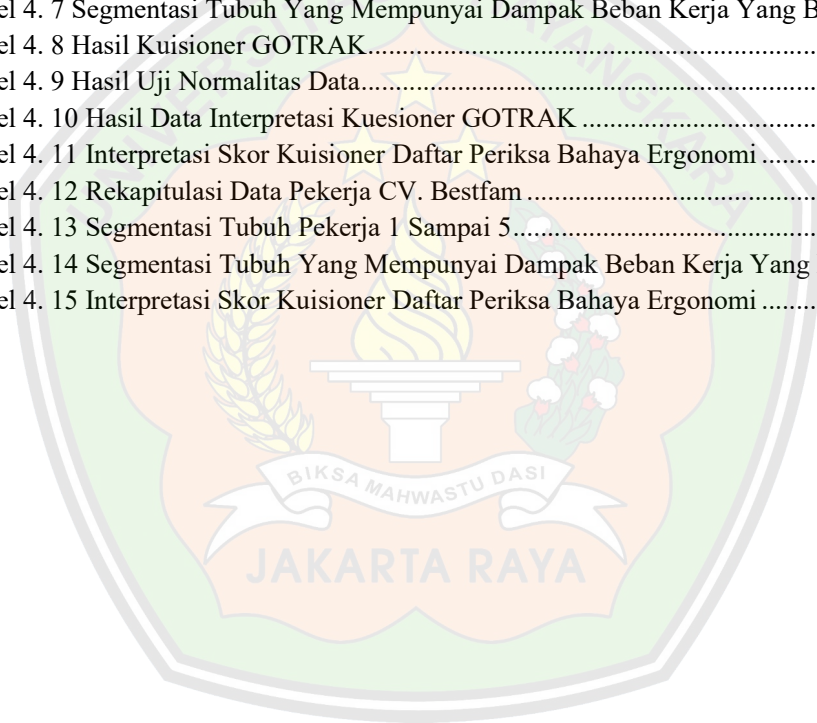 el 4. 7 Segmentasi Tubuh Yang Mempunyai Dampak Beban Kerja Yang B
el 4. 8 Hasil Kuisioner GOTRAK
el 4. 9 Hasil Uji Normalitas Data
el 4. 10 Hasil Data Interpretasi Kuesioner GOTRAK
el 4. 11 Interpretasi Skor Kuisioner Daftar Periksa Bahaya Ergonomi
el 4. 12 Rekapitulasi Data Pekerja CV. Bestfam
el 4. 13 Segmentasi Tubuh Pekerja 1 Sampai 5
el 4. 14 Segmentasi Tubuh Yang Mempunyai Dampak Beban Kerja Yang
el 4. 15 Interpretasi Skor Kuisioner Daftar Periksa Bahaya Ergonomi
BIKSA MAHWASTU DASI
JAKARTA RAYA